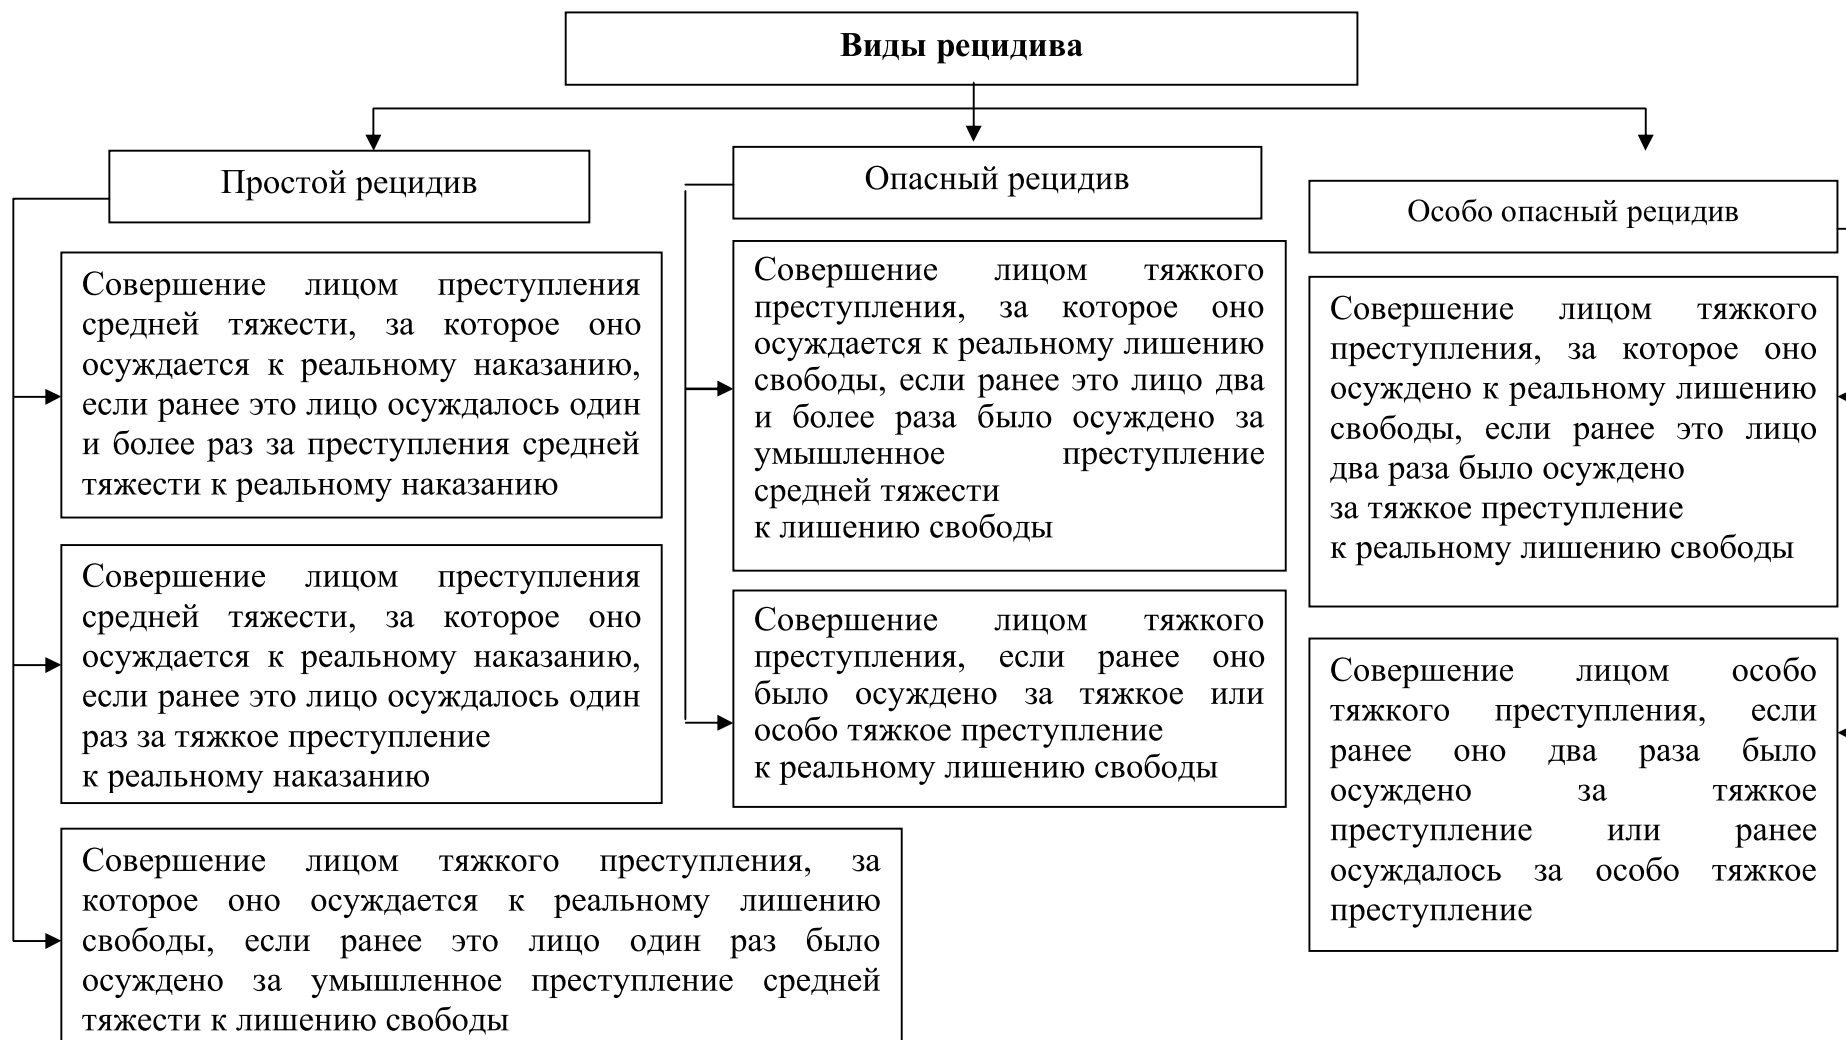 Виды рецидива
Простой рецидив
Совершение лицом преступления
средней тяжести, за которое оно
осуждается к реальному наказанию,
если ранее это лицо осуждалось один
и более раз за преступления средней
тяжести к реальному наказанию
Совершение лицом преступления
средней тяжести, за которое оно
осуждается к реальному наказанию,
если ранее это лицо осуждалось один
раз за тяжкое преступление
к реальному наказанию
Совершение лицом тяжкого преступления, за
которое оно осуждается к реальному лишению
свободы, если ранее это лицо один раз было
осуждено за умышленное преступление средней
тяжести к лишению свободы
Опасный рецидив
Совершение лицом тяжкого
преступления, за которое оно
осуждается к реальному лишению
свободы, если ранее это лицо два
и более раза было осуждено за
умышленное преступление
средней тяжести
к лишению свободы
Совершение лицом тяжкого
преступления, если ранее оно
было осуждено за тяжкое или
особо тяжкое преступление
к реальному лишению свободы
Особо опасный рецидив
Совершение лицом тяжкого
преступления, за которое оно
осуждено к реальному лишению
свободы, если ранее это лицо
два раза было осуждено
за тяжкое преступление
к реальному лишению свободы
Совершение лицом особо
тяжкого преступления, если
ранее оно два раза было
осуждено за тяжкое
преступление или ранее
осуждалось за особо тяжкое
преступление